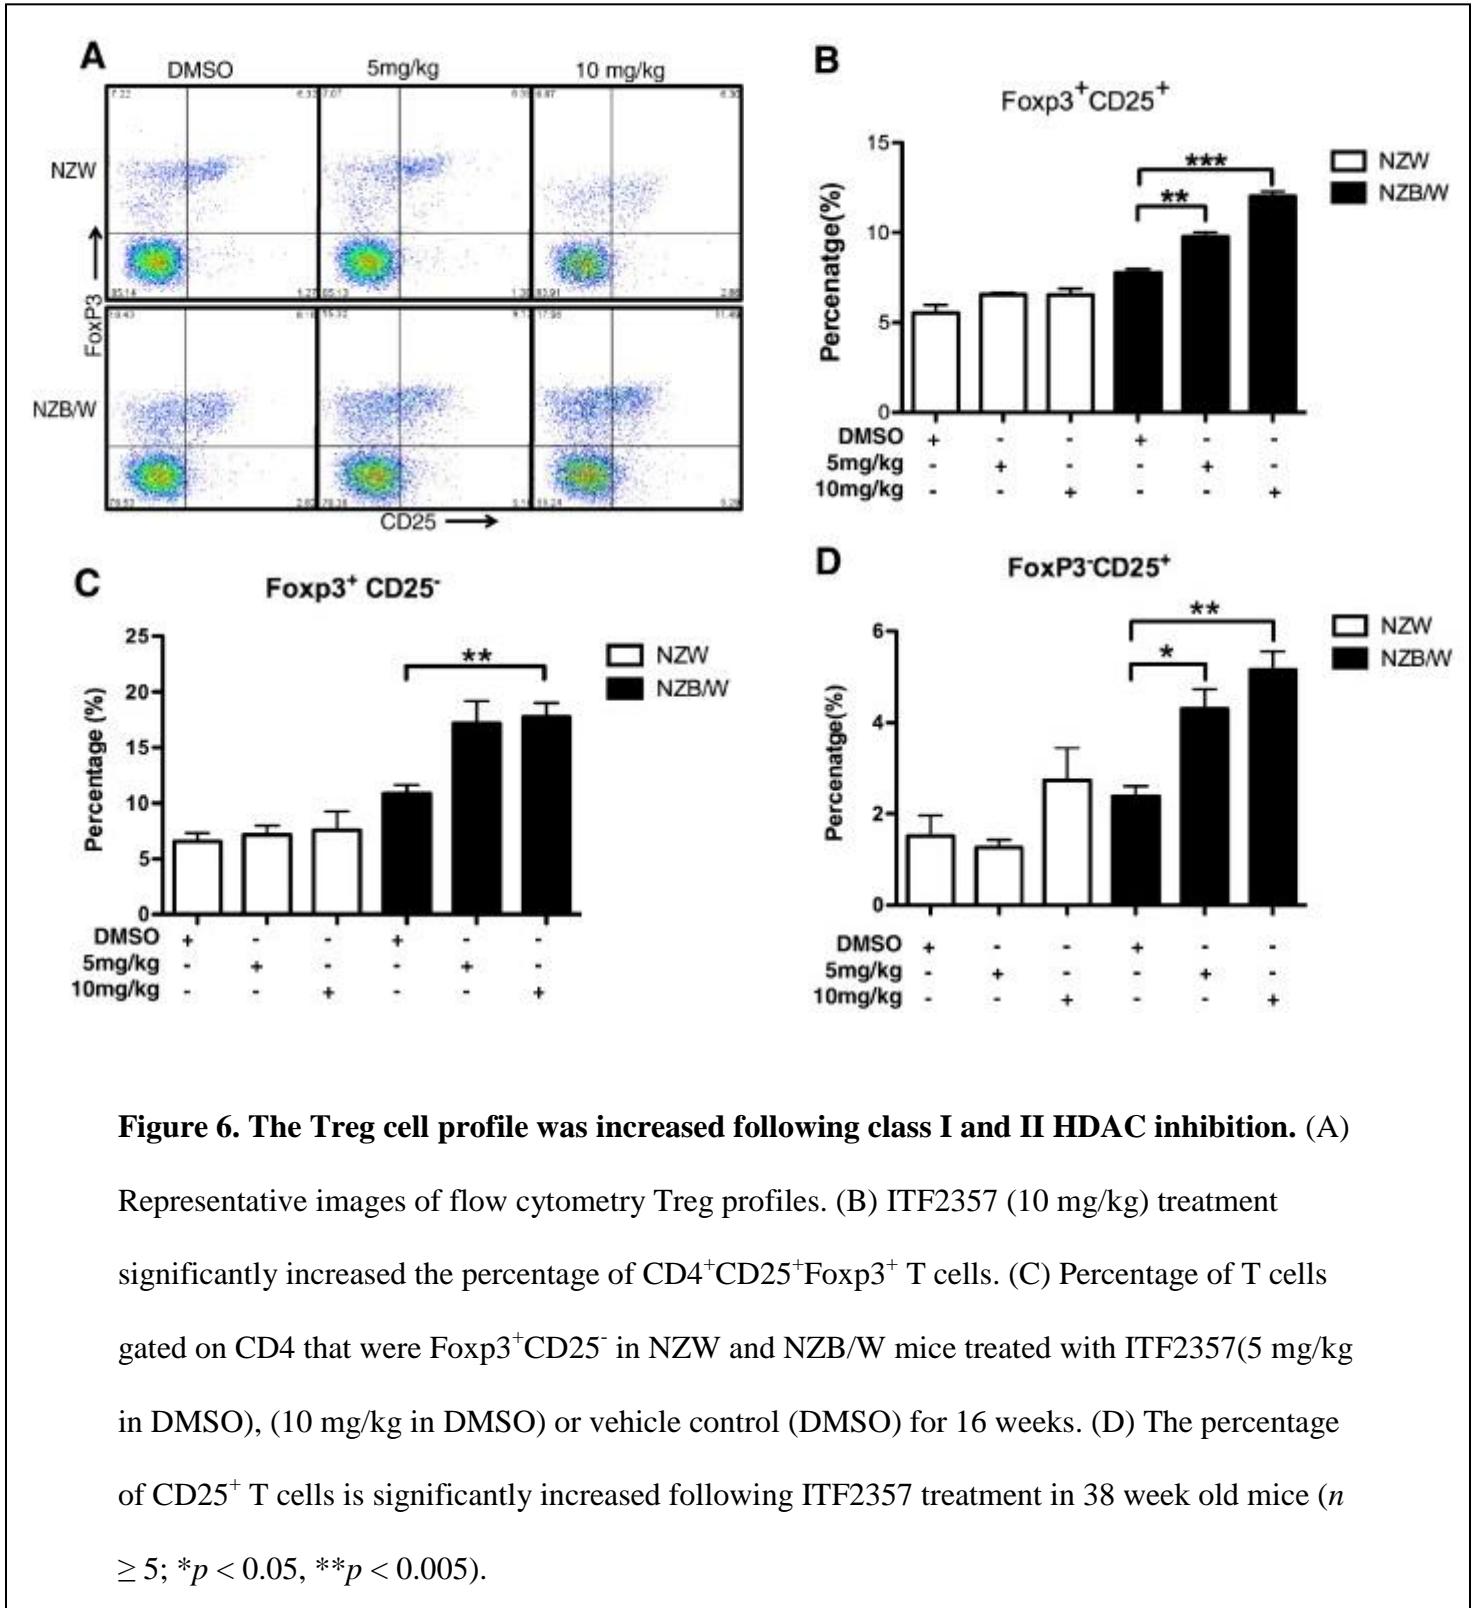 A
DMSO 5mg/kg 10 mg/kg
NZW
NZB/W
FoxP3
CD25
B
Foxp3⁺CD25⁺
Percenatge(%)
15
10
5
0
**
***
NZW
NZB/W
DMSO + - - + - -
5mg/kg - + - - + -
10mg/kg - - + - - +
C
Foxp3⁺ CD25⁻
Percentage (%)
25
20
15
10
5
0
**
NZW
NZB/W
DMSO + - - + - -
5mg/kg - + - - + -
10mg/kg - - + - - +
D
FoxP3⁻CD25⁺
Percenatge(%)
6
4
2
0
**
*
NZW
NZB/W
DMSO + - - + - -
5mg/kg - + - - + -
10mg/kg - - + - - +
Figure 6. The Treg cell profile was increased following class I and II HDAC inhibition. (A)
Representative images of flow cytometry Treg profiles. (B) ITF2357 (10 mg/kg) treatment
significantly increased the percentage of CD4⁺CD25⁺Foxp3⁺ T cells. (C) Percentage of T cells
gated on CD4 that were Foxp3⁺CD25⁻ in NZW and NZB/W mice treated with ITF2357(5 mg/kg
in DMSO), (10 mg/kg in DMSO) or vehicle control (DMSO) for 16 weeks. (D) The percentage
of CD25⁺ T cells is significantly increased following ITF2357 treatment in 38 week old mice (n
≥ 5; *p < 0.05, **p < 0.005).